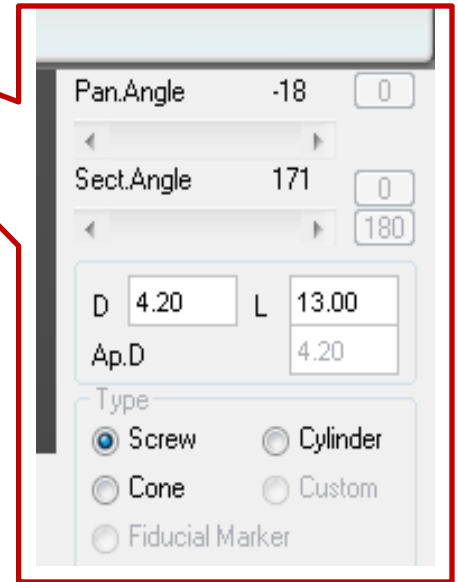 Pan.Angle -18 0
Sect.Angle 171 0
180
D 4.20 L 13.00
Ap.D 4.20
Type
Screw Cylinder
Cone Custom
Fiducial Marker